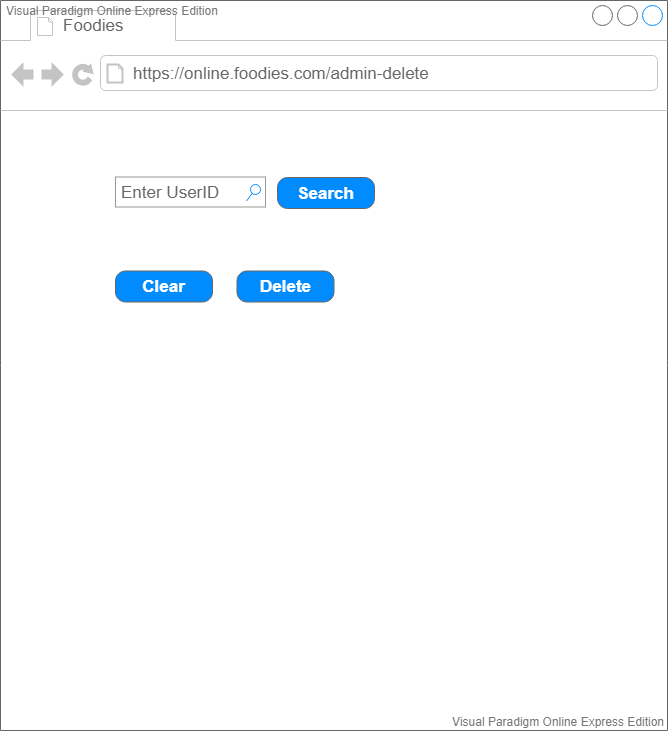 Visual Paradigm Online Express Edition
Foodies
https://online.foodies.com/admin-delete
Enter UserID
Search
Clear
Delete
Visual Paradigm Online Express Edition